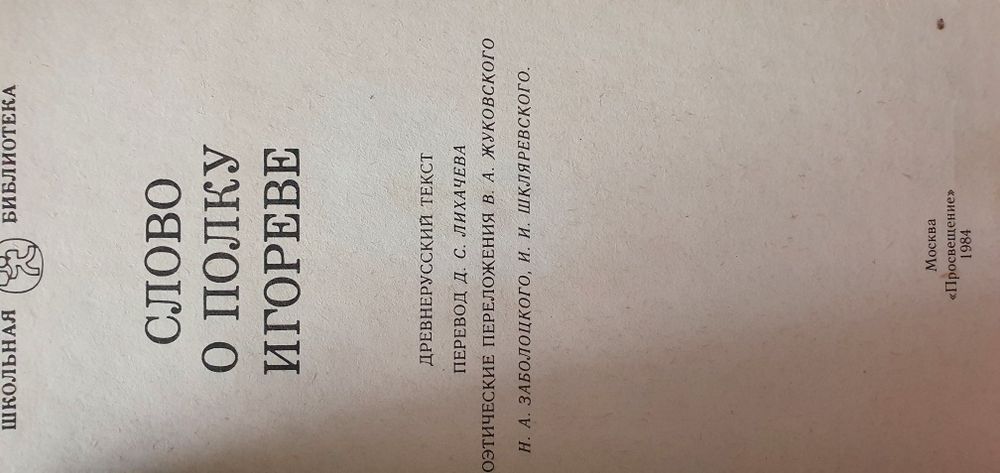 ШКОЛЬНАЯ БИБЛИОТЕКА
СЛОВО
О ПОЛКУ
ИГОРЕВЕ
ДРЕВНЕРУССКИЙ ТЕКСТ
ПЕРЕВОД Д. С. ЛИХАЧЕВА
ОЭТИЧЕСКИЕ ПЕРЕЛОЖЕНИЯ В. А. ЖУКОВСКОГО
Н. А. ЗАБОЛОЦКОГО, И. И. ШКЛЯРЕВСКОГО.
Москва
«Просвещение»
1984